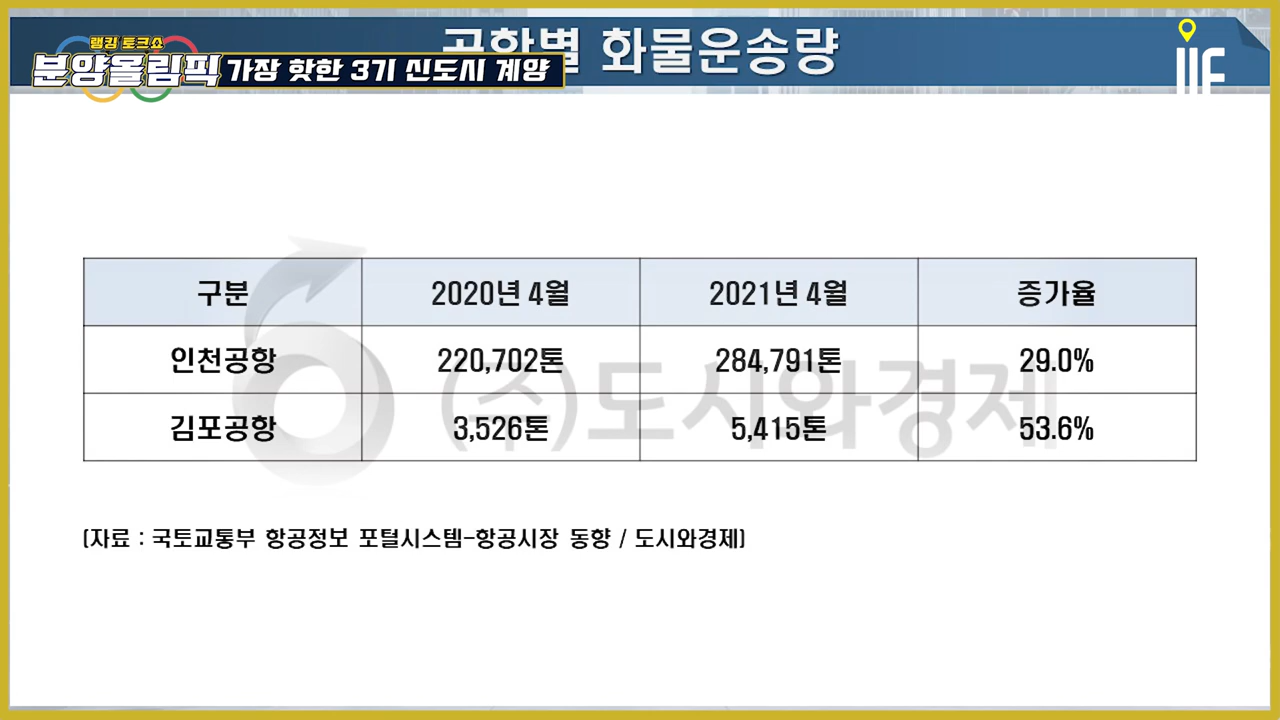 랭킹 토크쇼
분양올림픽 가장 핫한 3기 신도시 계양
공항별 화물운송량
구분 2020년 4월 2021년 4월 증가율
인천공항 220,702톤 284,791톤 29.0%
김포공항 3,526톤 5,415톤 53.6%
(주)도시와경제
(자료 : 국토교통부 항공정보 포털시스템-항공시장 동향 / 도시와경제)